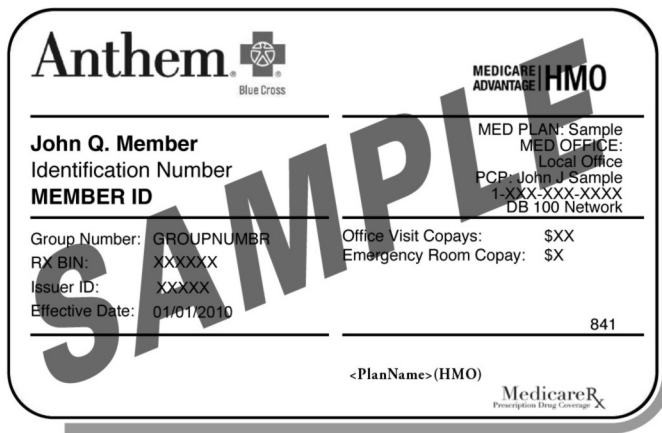 Anthem
Blue Cross
MEDICARE ADVANTAGE HMO
John Q. Member
Identification Number
MEMBER ID
MED PLAN: Sample
MED OFFICE:
Local Office
PCP: John J Sample
1-XXX-XXX-XXXX
DB 100 Network
Group Number: GROUPNUMBR
RX BIN: XXXXXX
Issuer ID: XXXXX
Effective Date: 01/01/2010
Office Visit Copays: $XX
Emergency Room Copay: $X
841
<PlanName>(HMO)
MedicareRx
Prescription Drug Coverage
SAMPLE